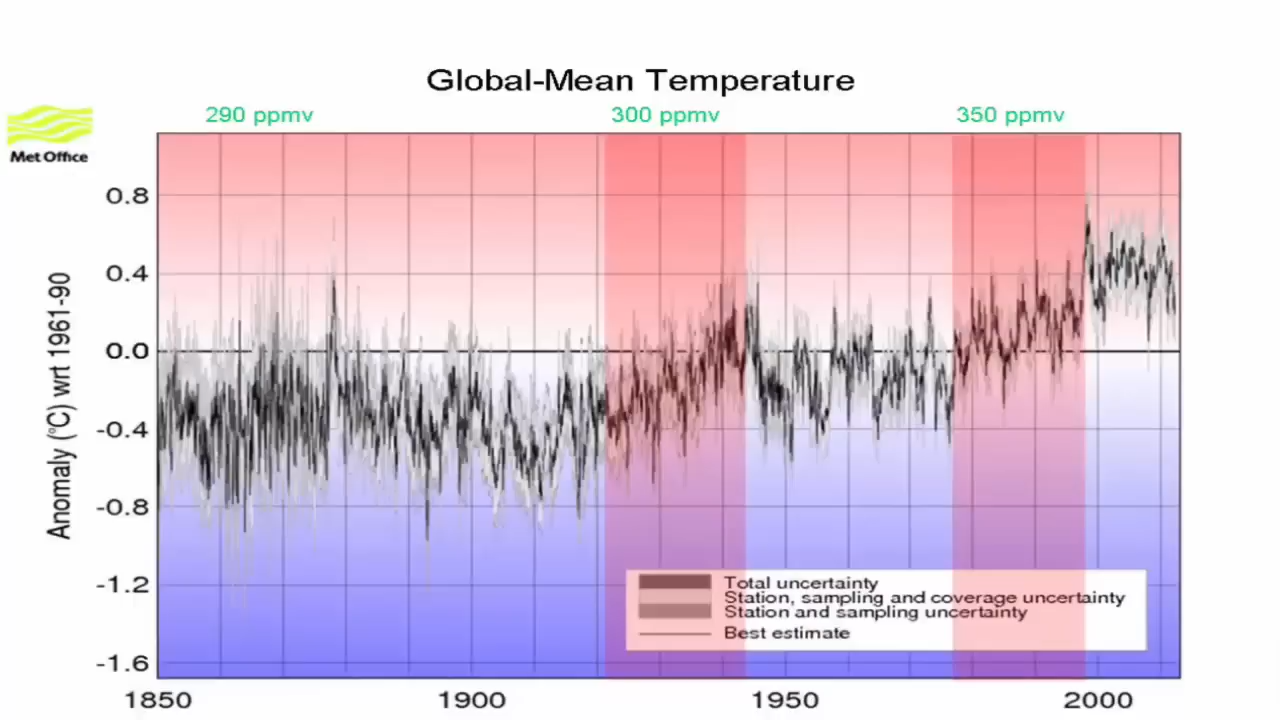 Global-Mean Temperature
290 ppmv 300 ppmv 350 ppmv
Met Office
Anomaly (°C) wrt 1961-90
0.8
0.4
0.0
-0.4
-0.8
-1.2
-1.6
Total uncertainty
Station, sampling and coverage uncertainty
Station and sampling uncertainty
Best estimate
1850 1900 1950 2000